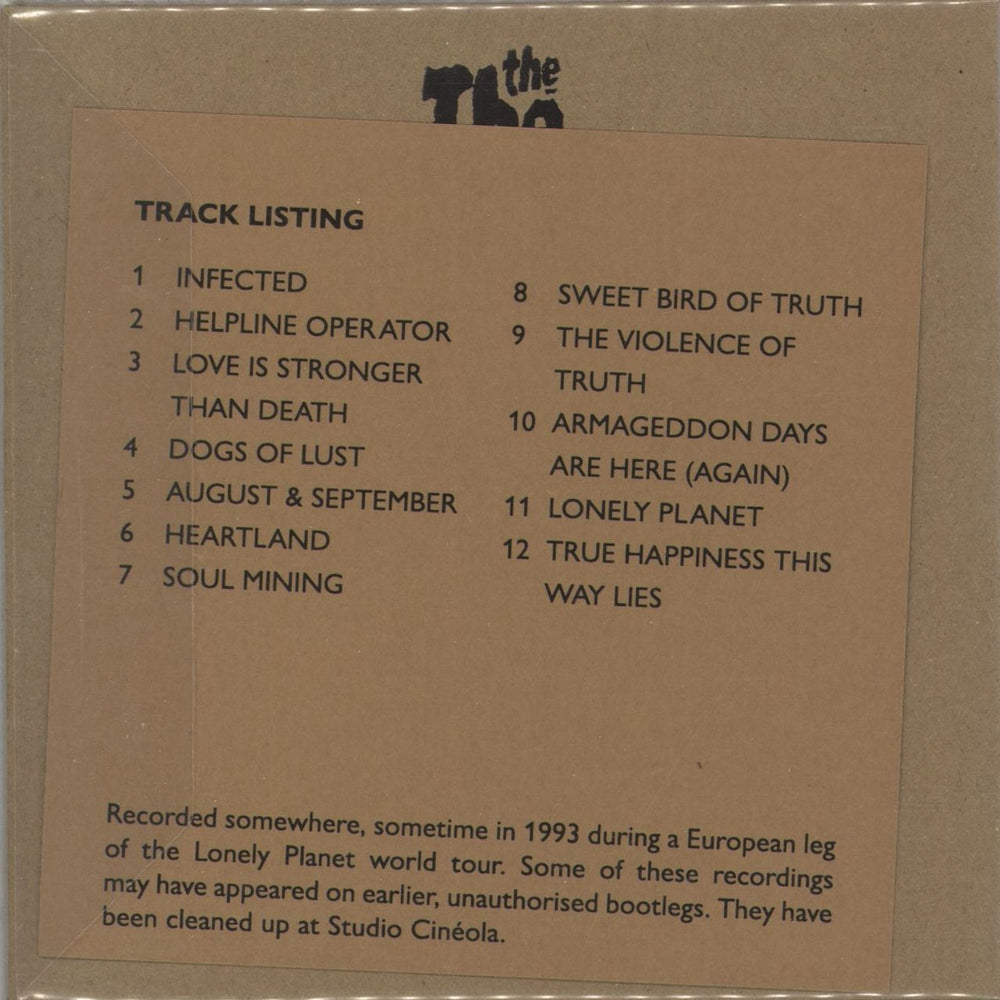 the
The
TRACK LISTING
1 INFECTED
2 HELPLINE OPERATOR
3 LOVE IS STRONGER
THAN DEATH
4 DOGS OF LUST
5 AUGUST & SEPTEMBER
6 HEARTLAND
7 SOUL MINING
8 SWEET BIRD OF TRUTH
9 THE VIOLENCE OF
TRUTH
10 ARMAGEDDON DAYS
ARE HERE (AGAIN)
11 LONELY PLANET
12 TRUE HAPPINESS THIS
WAY LIES
Recorded somewhere, sometime in 1993 during a European leg
of the Lonely Planet world tour. Some of these recordings
may have appeared on earlier, unauthorised bootlegs. They have
been cleaned up at Studio Cinéola.